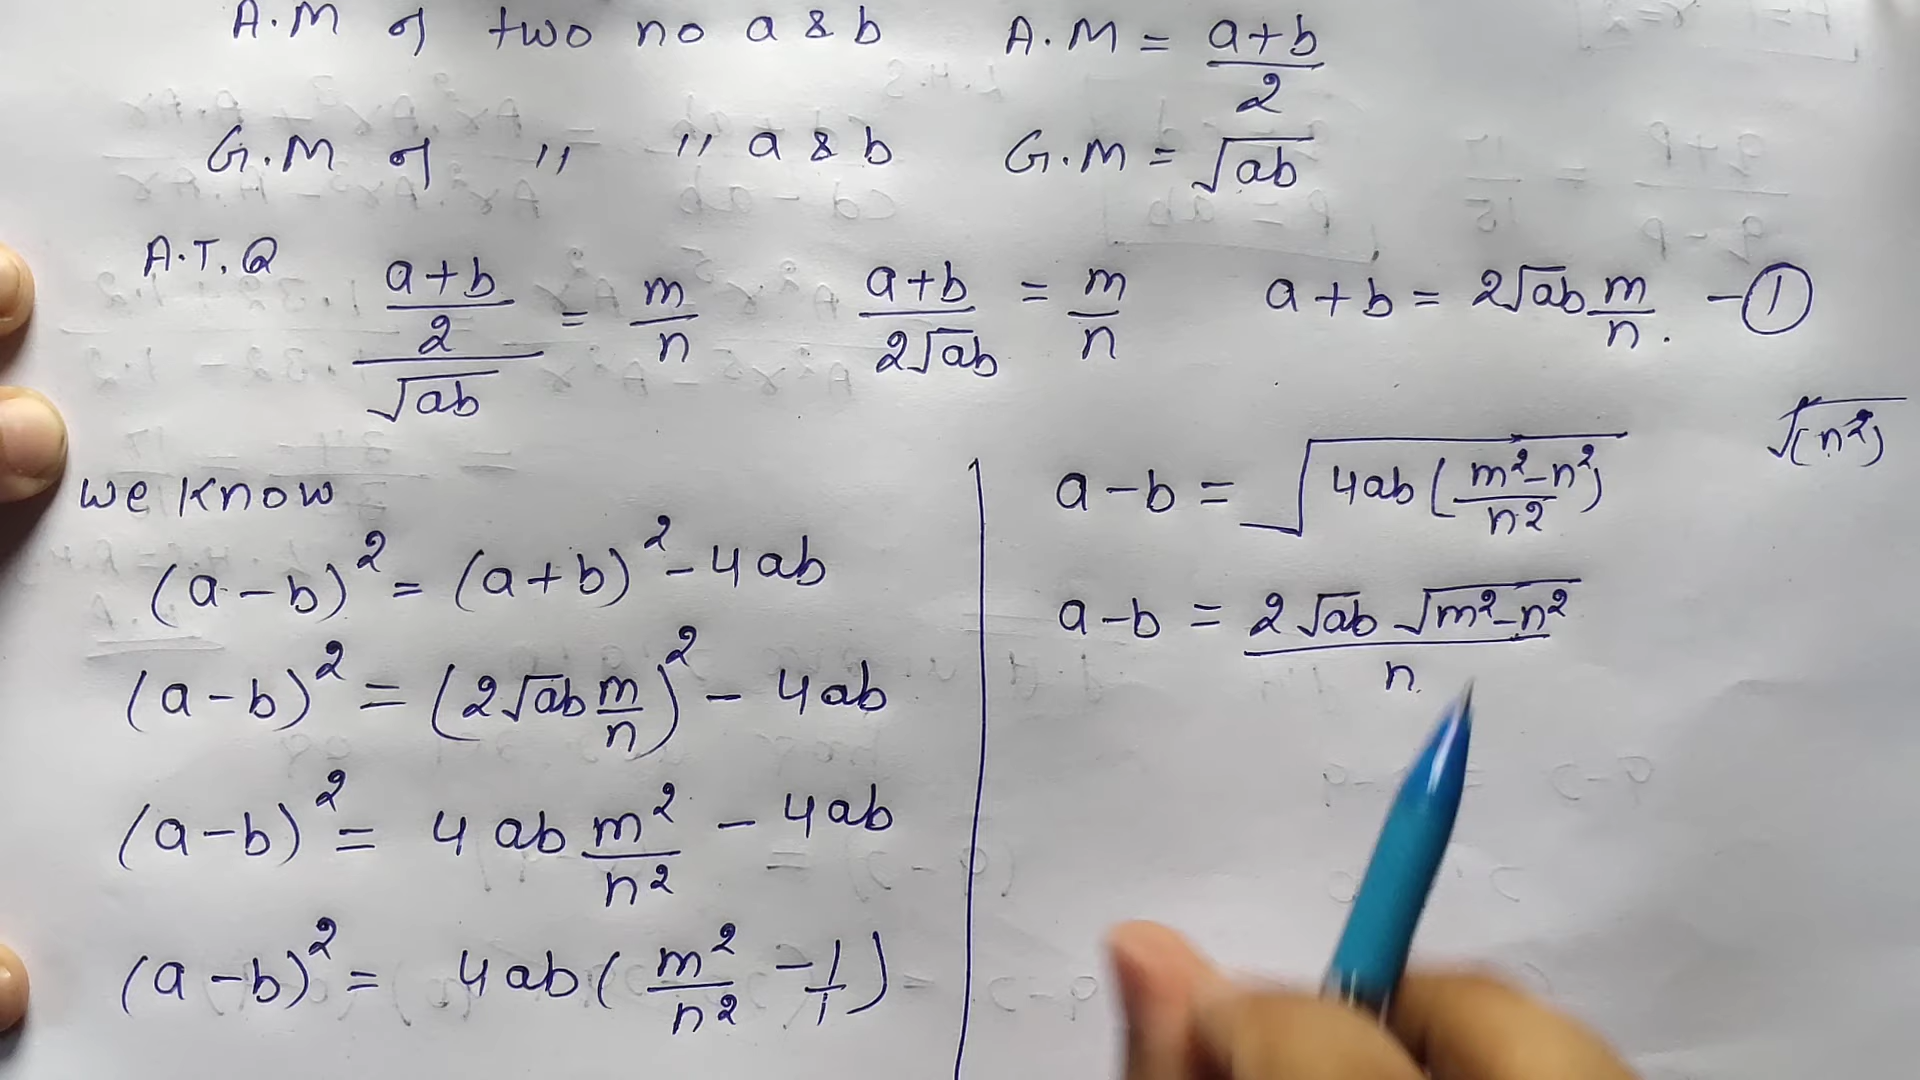 A.M of two no a & b A.M = a+b/2
G.M of " " a & b G.M = √ab
A.T.Q (a+b/2)/√ab = m/n a+b/2√ab = m/n a+b = 2√ab m/n. -①
we know
(a-b)² = (a+b)² - 4ab
(a-b)² = (2√ab m/n)² - 4ab
(a-b)² = 4ab m²/n² - 4ab
(a-b)² = 4ab(m²/n² - 1/1)
a-b = √4ab(m²-n²/n²)
√(n²)
a-b = 2√ab √m²-n²/n